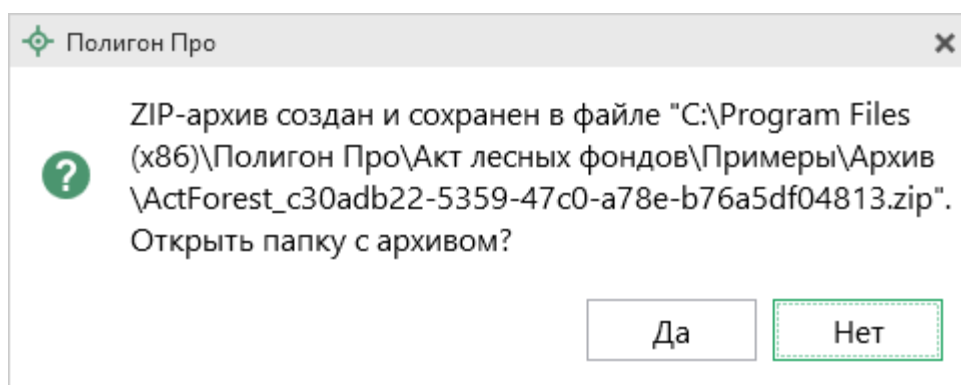 Полигон Про
ZIP-архив создан и сохранен в файле "C:\Program Files
(x86)\Полигон Про\Акт лесных фондов\Примеры\Архив
\ActForest_c30adb22-5359-47c0-a78e-b76a5df04813.zip".
Открыть папку с архивом?
Да
Нет